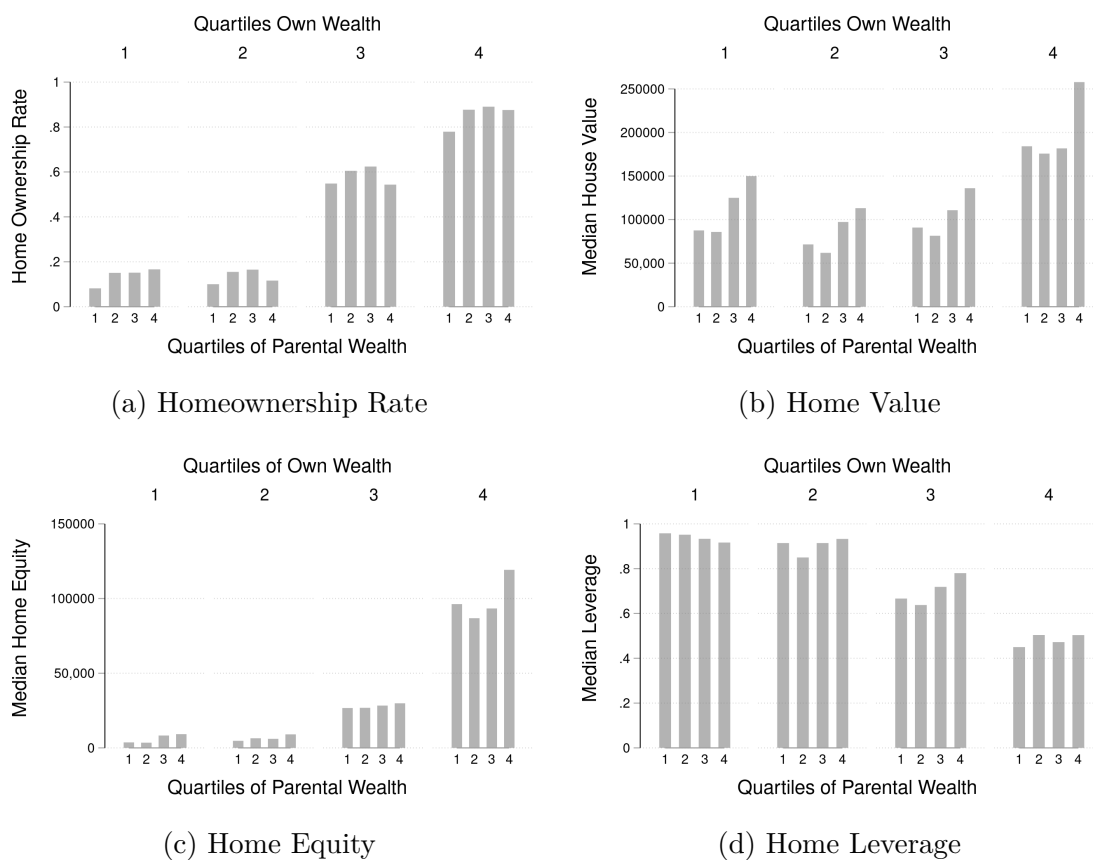 Quartiles Own Wealth
1 2 3 4
Home Ownership Rate
1
.8
.6
.4
.2
0
1 2 3 4 1 2 3 4 1 2 3 4 1 2 3 4
Quartiles of Parental Wealth
(a) Homeownership Rate
Quartiles Own Wealth
1 2 3 4
Median House Value
250000
200000
150000
100000
50,000
0
1 2 3 4 1 2 3 4 1 2 3 4 1 2 3 4
Quartiles of Parental Wealth
(b) Home Value
Quartiles of Own Wealth
1 2 3 4
Median Home Equity
150000
100000
50,000
0
1 2 3 4 1 2 3 4 1 2 3 4 1 2 3 4
Quartiles of Parental Wealth
(c) Home Equity
Quartiles Own Wealth
1 2 3 4
Median Leverage
1
.8
.6
.4
.2
0
1 2 3 4 1 2 3 4 1 2 3 4 1 2 3 4
Quartiles of Parental Wealth
(d) Home Leverage